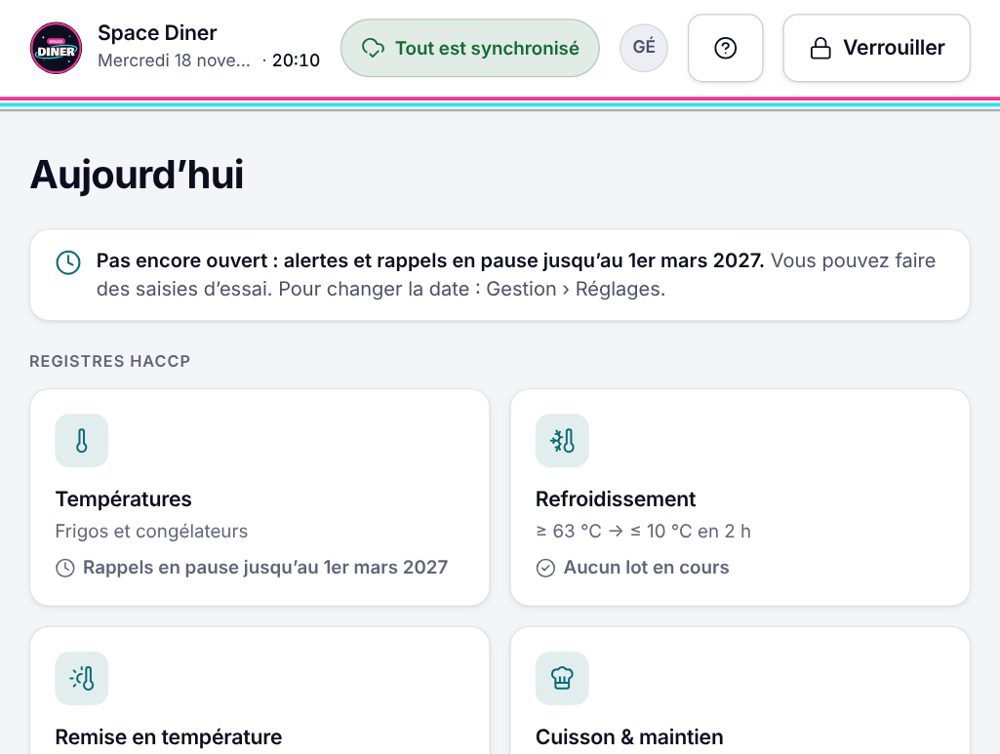 SPACE
DINER
Space Diner
Mercredi 18 nove... · 20:10
Tout est synchronisé
GÉ
Verrouiller
Aujourd’hui
Pas encore ouvert : alertes et rappels en pause jusqu’au 1er mars 2027. Vous pouvez faire
des saisies d’essai. Pour changer la date : Gestion › Réglages.
REGISTRES HACCP
Températures
Frigos et congélateurs
Rappels en pause jusqu’au 1er mars 2027
Refroidissement
≥ 63 °C → ≤ 10 °C en 2 h
Aucun lot en cours
Remise en température
Cuisson & maintien